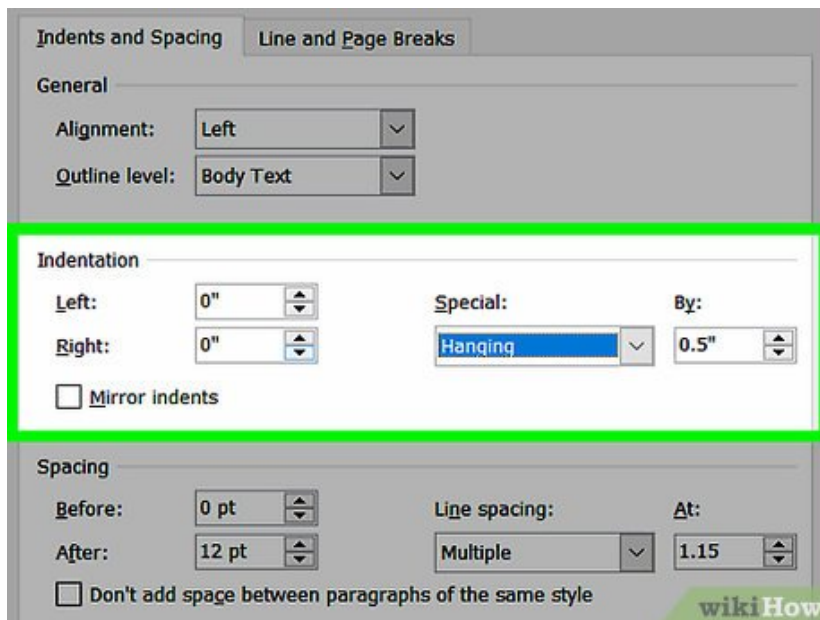 Indents and Spacing Line and Page Breaks
General
Alignment: Left
Outline level: Body Text
Indentation
Left: 0" Special: By:
Right: 0" Hanging 0.5"
Mirror indents
Spacing
Before: 0 pt Line spacing: At:
After: 12 pt Multiple 1.15
Don't add space between paragraphs of the same style
wikiHow